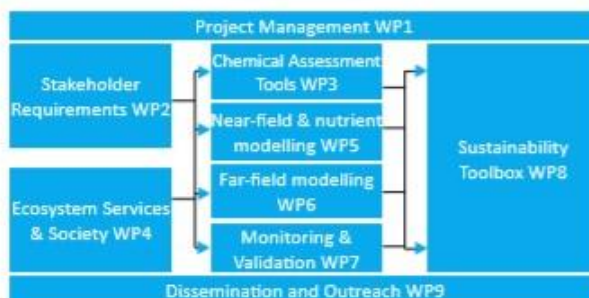 Project Management WP1
Stakeholder
Requirements WP2
Ecosystem Services
& Society WP4
Chemical Assessment
Tools WP3
Near-field & nutrient
modelling WP5
Far-field modelling
WP6
Monitoring &
Validation WP7
Sustainability
Toolbox WP8
Dissemination and Outreach WP9